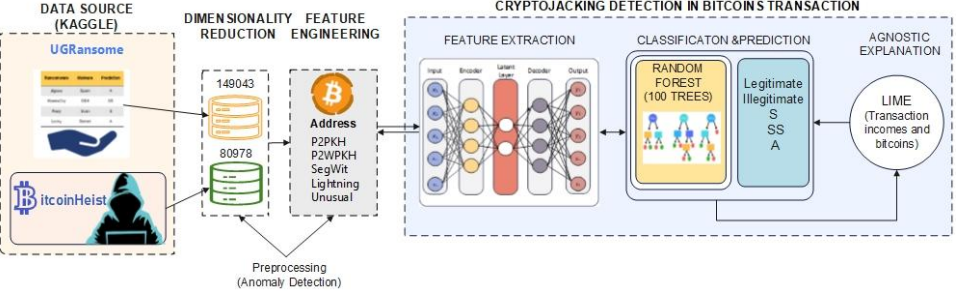 DATA SOURCE
(KAGGLE)
DIMENSIONALITY
REDUCTION
FEATURE
ENGINEERING
CRYPTOJACKING DETECTION IN BITCOINS TRANSACTION
UGRansome
149043
80978
BitcoinHeist
Address
P2PKH
P2WPKH
SegWit
Lightning
Unusual
Preprocessing
(Anomaly Detection)
FEATURE EXTRACTION
Input
Encoder
Latent
Layer
Decoder
Output
CLASSIFICATON &PREDICTION
RANDOM
FOREST
(100 TREES)
Legitimate
Illegitimate
S
SS
A
AGNOSTIC
EXPLANATION
LIME
(Transaction
incomes and
bitcoins)